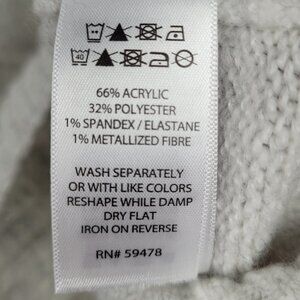 40
66% ACRYLIC
32% POLYESTER
1% SPANDEX / ELASTANE
1% METALLIZED FIBRE
WASH SEPARATELY
OR WITH LIKE COLORS
RESHAPE WHILE DAMP
DRY FLAT
IRON ON REVERSE
RN# 59478